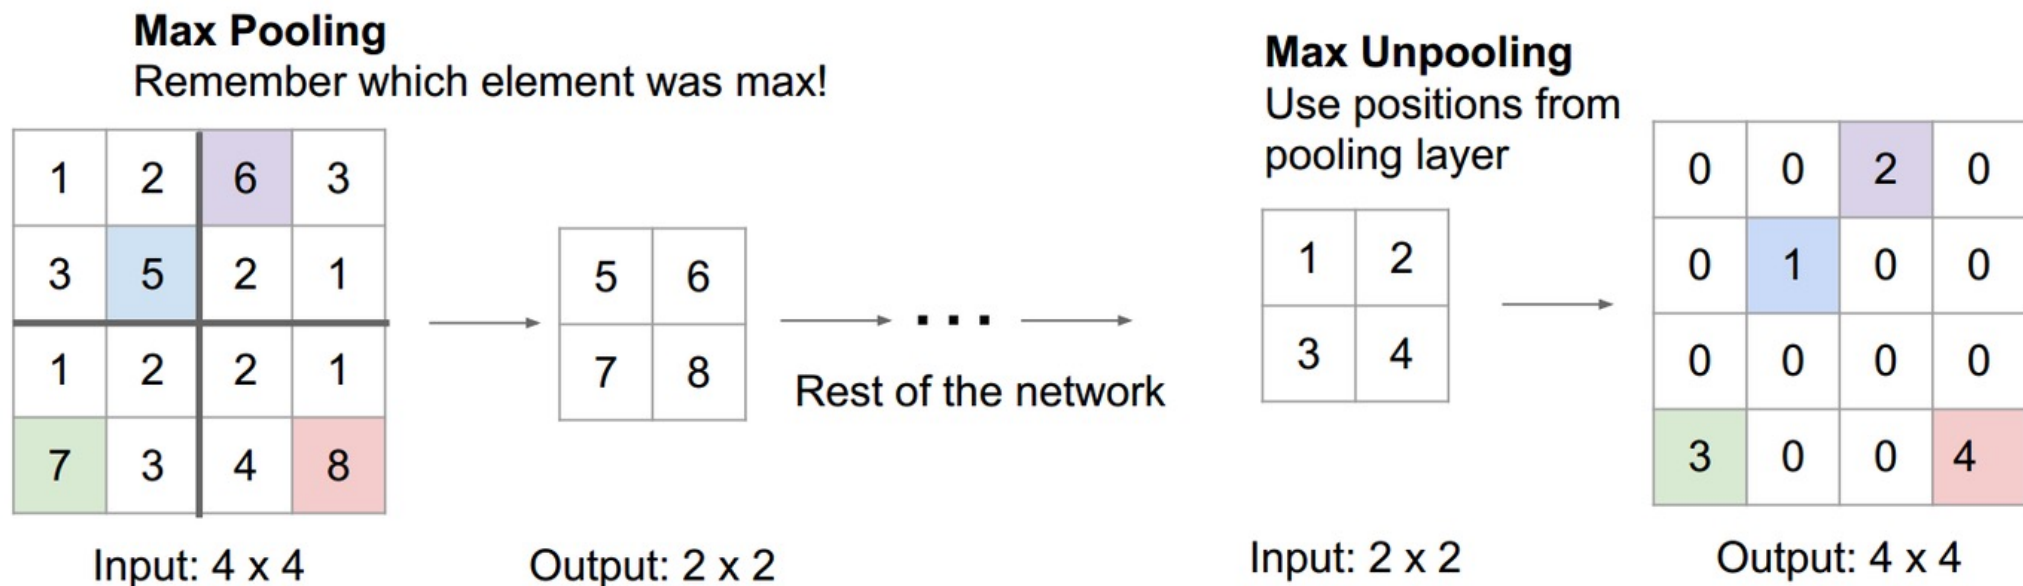 Max Pooling
Remember which element was max!
1 2 6 3
3 5 2 1
1 2 2 1
7 3 4 8
Input: 4 x 4
5 6
7 8
Output: 2 x 2
...
Rest of the network
Max Unpooling
Use positions from
pooling layer
1 2
3 4
Input: 2 x 2
0 0 2 0
0 1 0 0
0 0 0 0
3 0 0 4
Output: 4 x 4